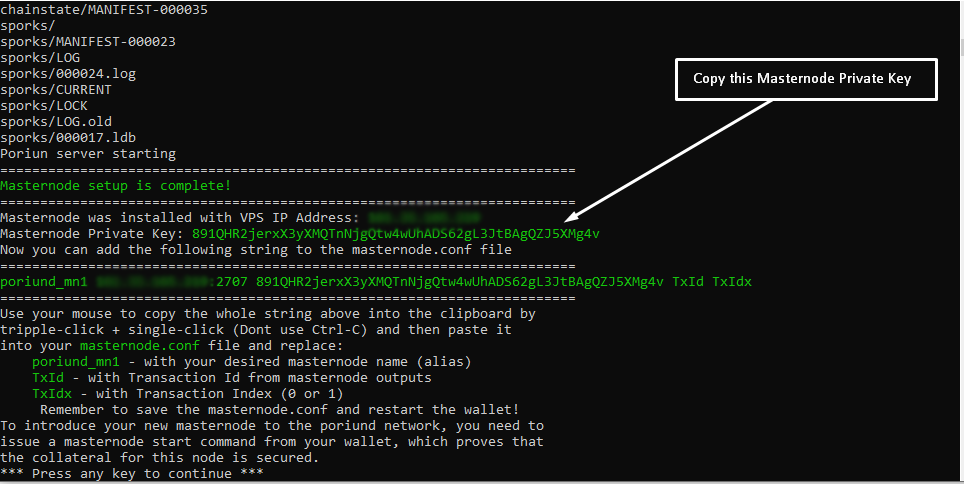 chainstate/MANIFEST-000035
sporks/
sporks/MANIFEST-000023
sporks/LOG
sporks/000024.log
sporks/CURRENT
sporks/LOCK
sporks/LOG.old
sporks/000017.ldb
Poriun server starting
Copy this Masternode Private Key
========================================================================
Masternode setup is complete!
========================================================================
Masternode was installed with VPS IP Address:
Masternode Private Key: 891QHR2jerxX3yXMQTnNjgQtw4wUhADS62gL3JtBAgQZJ5XMg4v
Now you can add the following string to the masternode.conf file
========================================================================
poriund_mn1 :2707 891QHR2jerxX3yXMQTnNjgQtw4wUhADS62gL3JtBAgQZJ5XMg4v TxId TxIdx
========================================================================
Use your mouse to copy the whole string above into the clipboard by
tripple-click + single-click (Dont use Ctrl-C) and then paste it
into your masternode.conf file and replace:
poriund_mn1 - with your desired masternode name (alias)
TxId - with Transaction Id from masternode outputs
TxIdx - with Transaction Index (0 or 1)
Remember to save the masternode.conf and restart the wallet!
To introduce your new masternode to the poriund network, you need to
issue a masternode start command from your wallet, which proves that
the collateral for this node is secured.
*** Press any key to continue ***